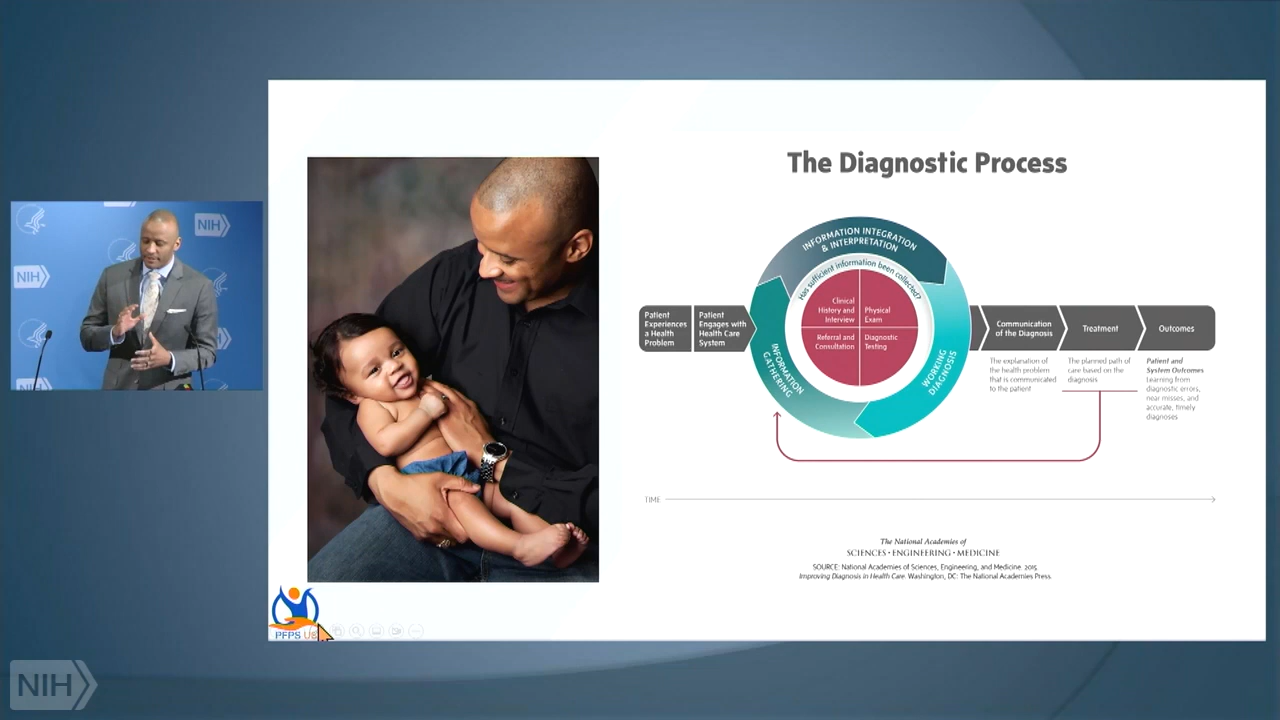 NIH
NIH
NIH
The Diagnostic Process
INFORMATION INTEGRATION
& INTERPRETATION
Has sufficient information been collected?
Clinical
History and
Interview
Physical
Exam
Referral and
Consultation
Diagnostic
Testing
INFORMATION
GATHERING
WORKING
DIAGNOSIS
Patient
Experiences
a Health
Problem
Patient
Engages with
Health Care
System
Communication
of the Diagnosis
Treatment
Outcomes
The explanation of
the health problem
that is communicated
to the patient
The planned path of
care based on the
diagnosis
Patient and
System Outcomes
Learning from
diagnostic errors,
near misses, and
accurate, timely
diagnoses
TIME
The National Academies of
SCIENCES • ENGINEERING • MEDICINE
SOURCE: National Academies of Sciences, Engineering, and Medicine. 2015.
Improving Diagnosis in Health Care. Washington, DC: The National Academies Press.
PFPS US
NIH